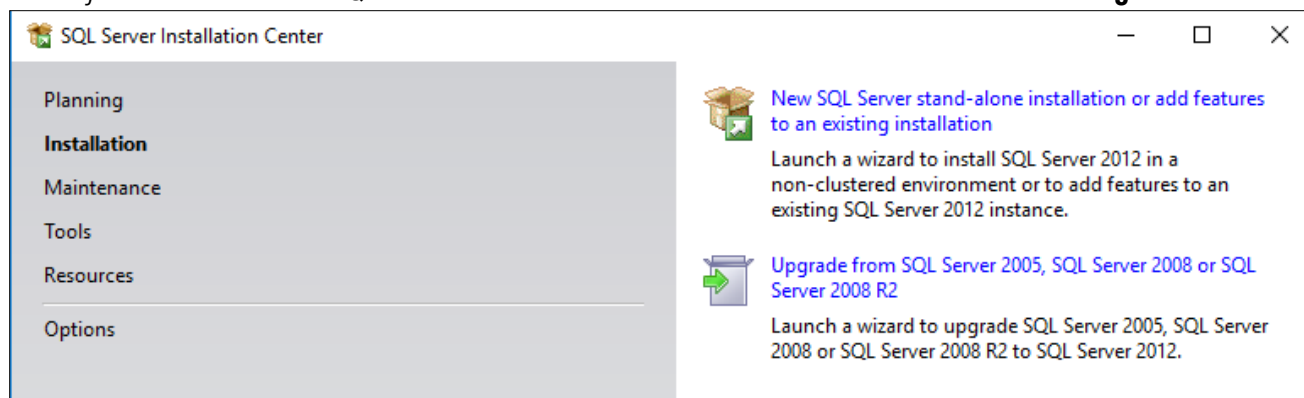 SQL Server Installation Center
Planning
Installation
Maintenance
Tools
Resources
Options
New SQL Server stand-alone installation or add features
to an existing installation
Launch a wizard to install SQL Server 2012 in a
non-clustered environment or to add features to an
existing SQL Server 2012 instance.
Upgrade from SQL Server 2005, SQL Server 2008 or SQL
Server 2008 R2
Launch a wizard to upgrade SQL Server 2005, SQL Server
2008 or SQL Server 2008 R2 to SQL Server 2012.